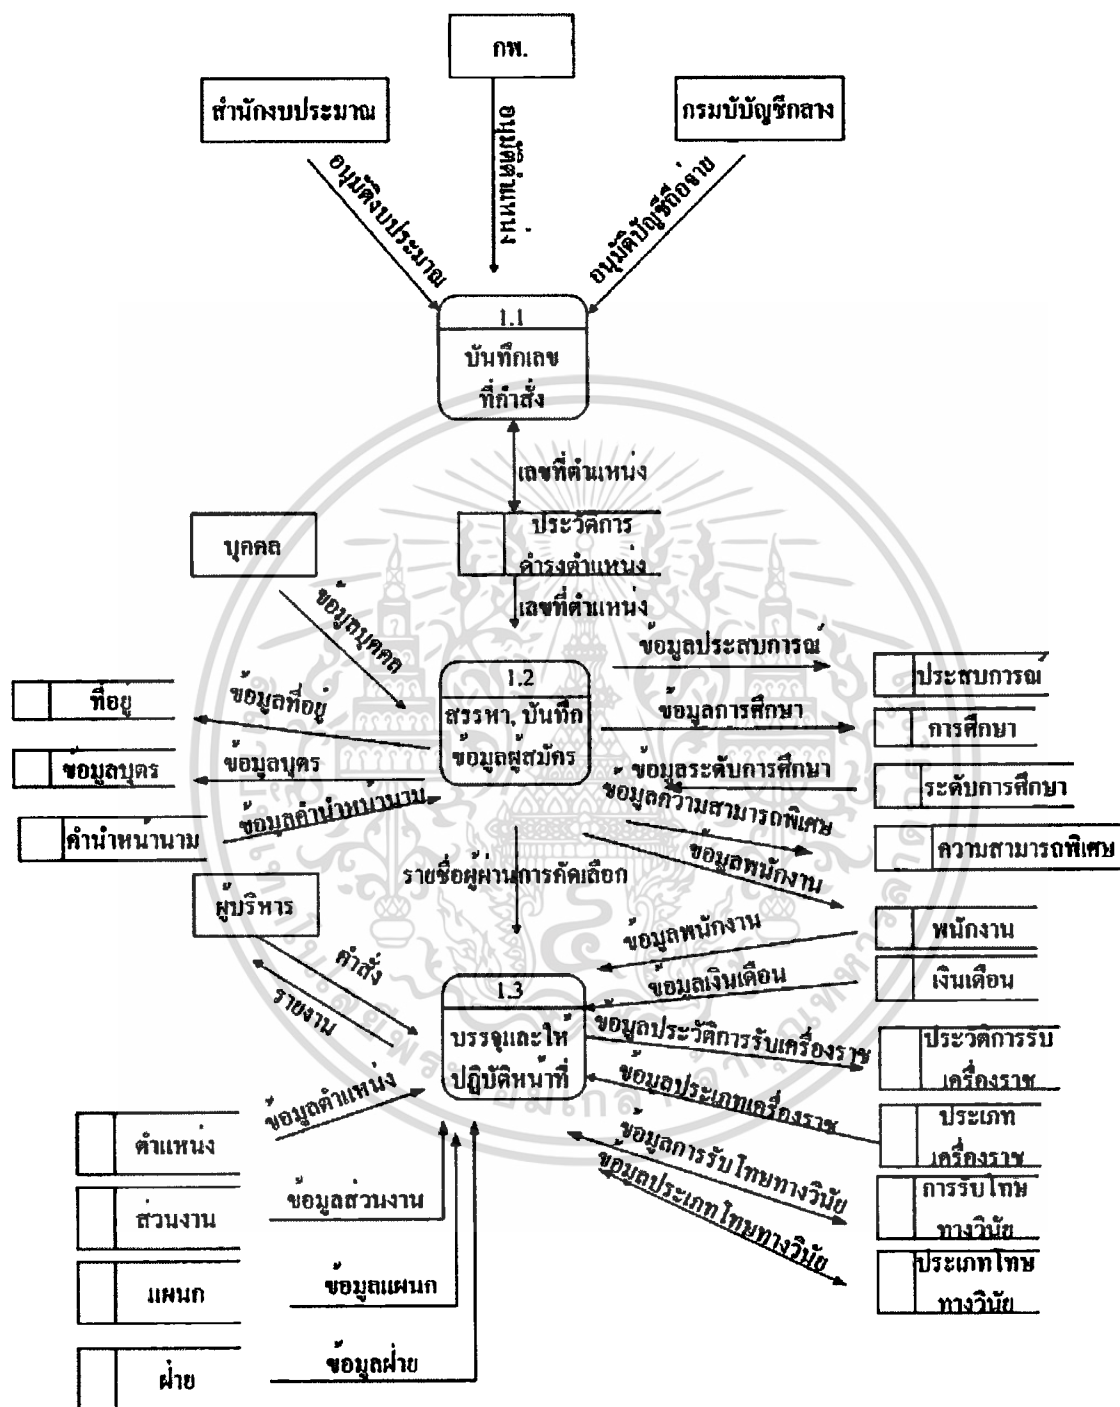 กพ.
สำนักงบประมาณ
กรมบับัญชีกลาง
อนุมัติงบประมาณ
อนุมัติตำแหน่ง
อนุมัติบัญชีถือจ่าย
1.1
บันทึกเลข
ที่คำสั่ง
เลขที่ตำแหน่ง
บุคคล
ประวัติการ
ดำรงตำแหน่ง
เลขที่ตำแหน่ง
ข้อมูลบุคคล
1.2
สรรหา, บันทึก
ข้อมูลผู้สมัคร
ข้อมูลประสบการณ์
ประสบการณ์
ที่อยู่
ข้อมูลที่อยู่
ข้อมูลการศึกษา
การศึกษา
ข้อมูลบุตร
ข้อมูลบุตร
ข้อมูลระดับการศึกษา
ระดับการศึกษา
คำนำหน้านาม
ข้อมูลคำนำหน้านาม
ข้อมูลความสามารถพิเศษ
ความสามารถพิเศษ
ข้อมูลพนักงาน
รายชื่อผู้ผ่านการคัดเลือก
ผู้บริหาร
คำสั่ง
รายงาน
1.3
บรรจุและให้
ปฏิบัติหน้าที่
ข้อมูลพนักงาน
พนักงาน
ข้อมูลเงินเดือน
เงินเดือน
ข้อมูลประวัติการรับเครื่องราช
ประวัติการรับ
เครื่องราช
ข้อมูลประเภทเครื่องราช
ประเภท
เครื่องราช
ข้อมูลการรับโทษทางวินัย
การรับโทษ
ทางวินัย
ข้อมูลประเภทโทษทางวินัย
ประเภทโทษ
ทางวินัย
ตำแหน่ง
ข้อมูลตำแหน่ง
ส่วนงาน
ข้อมูลส่วนงาน
แผนก
ข้อมูลแผนก
ฝ่าย
ข้อมูลฝ่าย